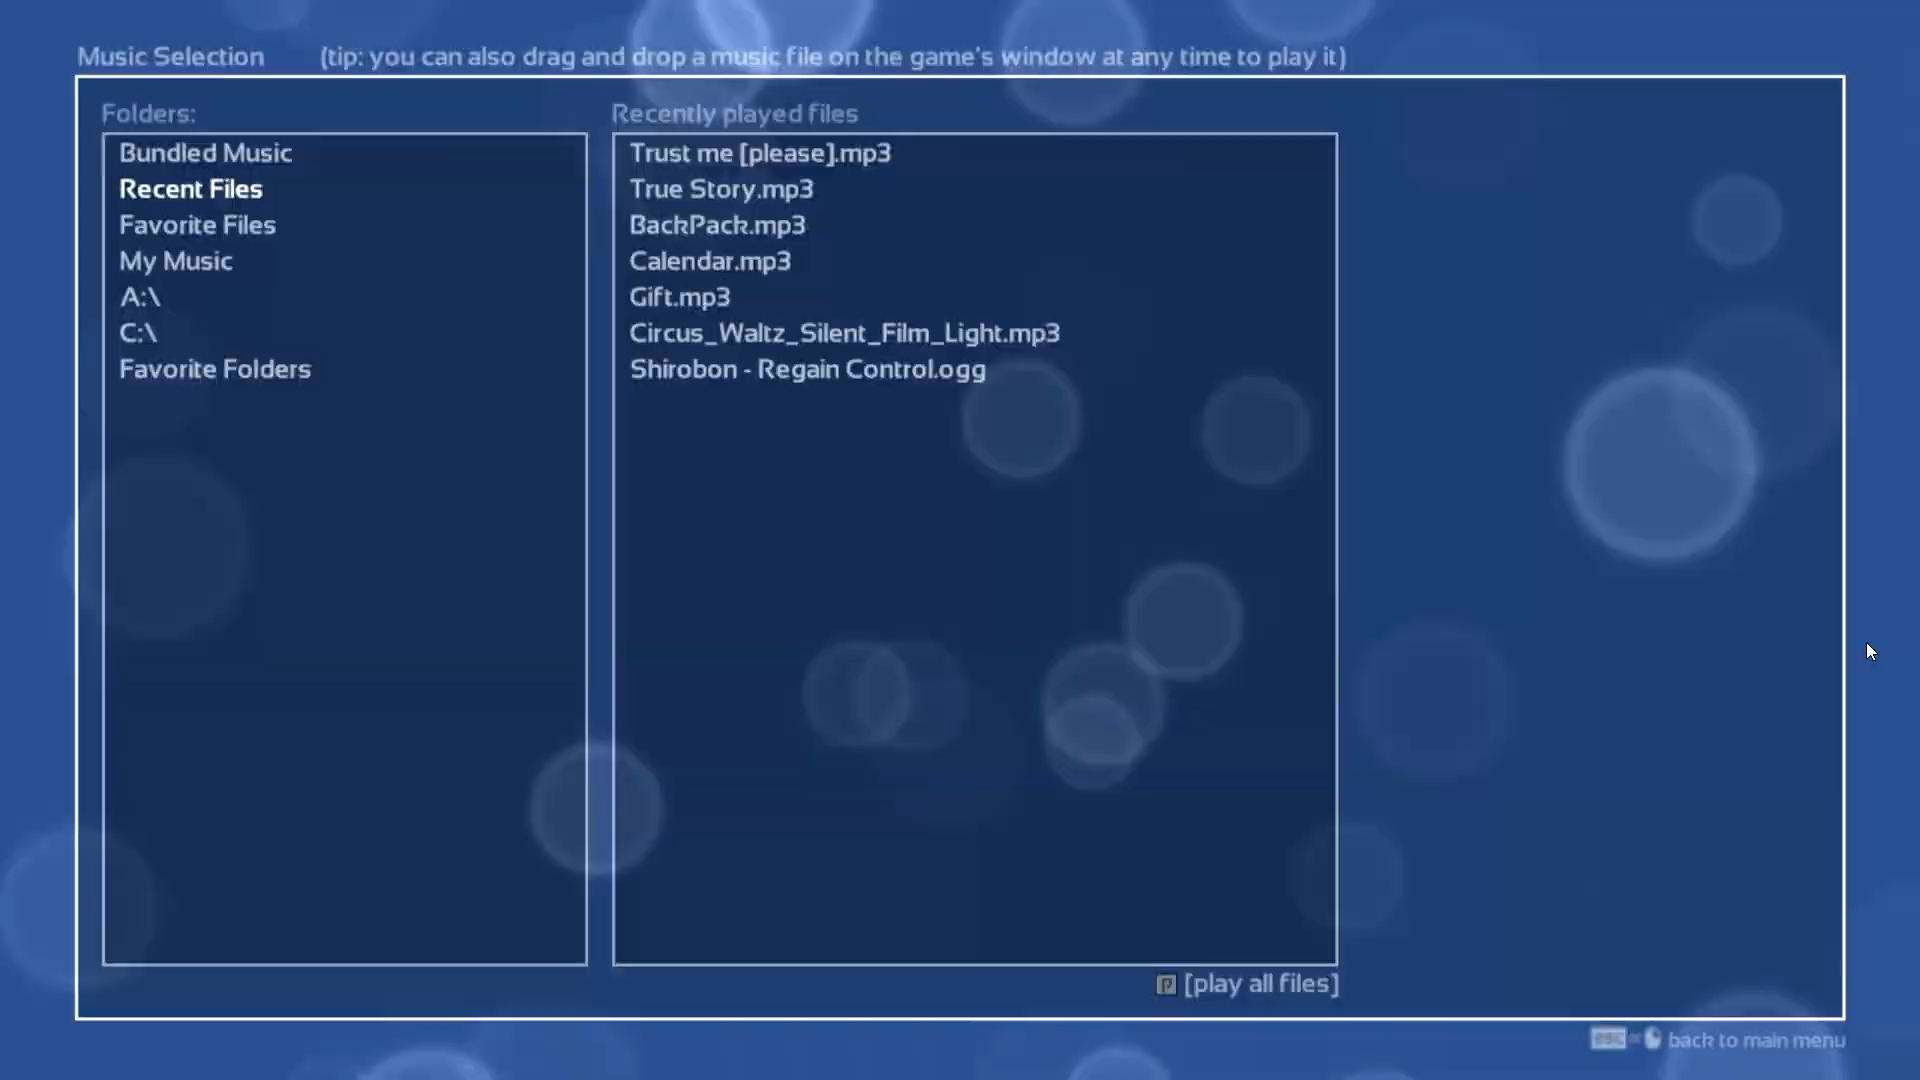 Music Selection (tip: you can also drag and drop a music file on the game's window at any time to play it)
Folders:
Bundled Music
Recent Files
Favorite Files
My Music
A:\
C:\
Favorite Folders
Recently played files
Trust me [please].mp3
True Story.mp3
BackPack.mp3
Calendar.mp3
Gift.mp3
Circus_Waltz_Silent_Film_Light.mp3
Shirobon - Regain Control.ogg
P [play all files]
esc or back to main menu